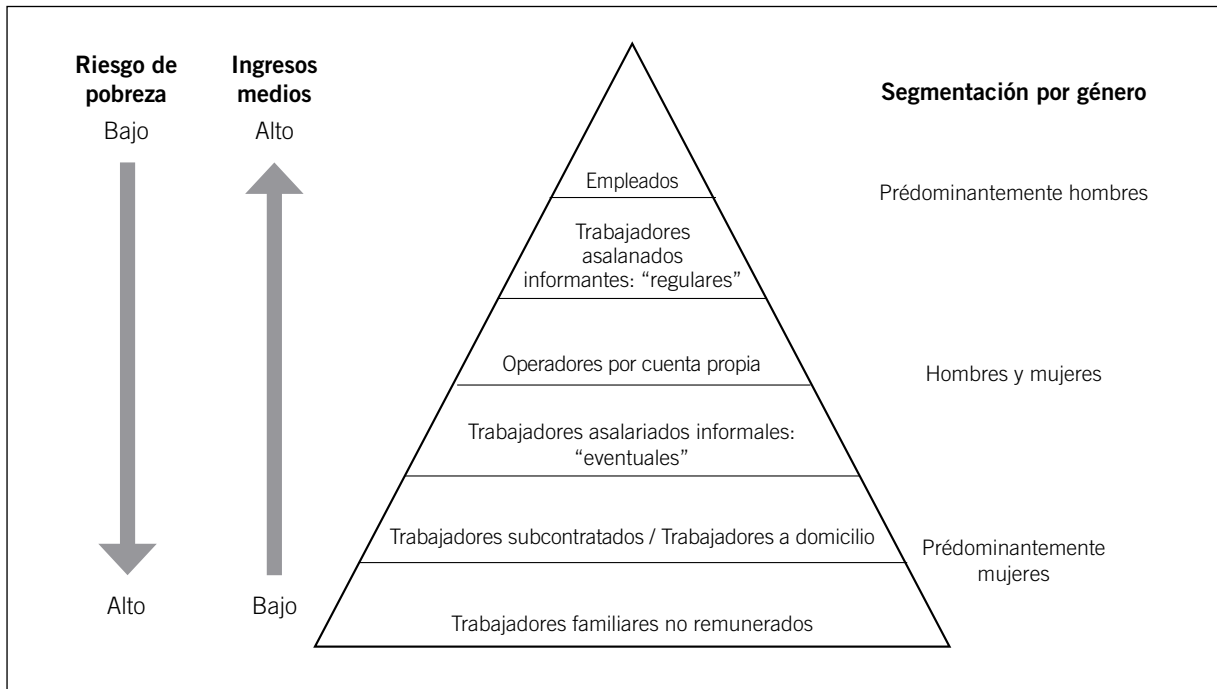 Riesgo de
pobreza
Bajo
Alto
Ingresos
medios
Alto
Bajo
Empleados
Trabajadores
asalanados
informantes: “regulares”
Operadores por cuenta propia
Trabajadores asalariados informales:
“eventuales”
Trabajadores subcontratados / Trabajadores a domicilio
Trabajadores familiares no remunerados
Segmentación por género
Prédominantemente hombres
Hombres y mujeres
Prédominantemente
mujeres